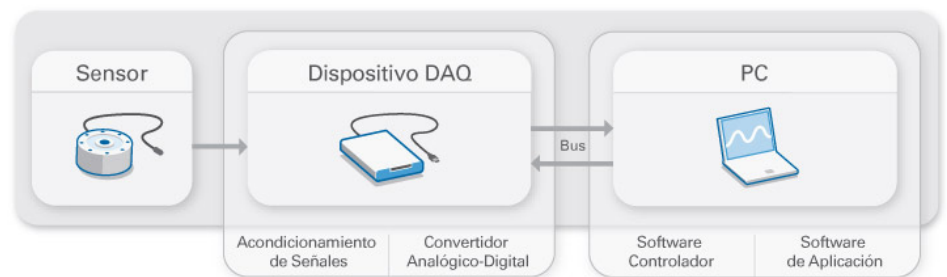 Sensor
Dispositivo DAQ
PC
Bus
Acondicionamiento
de Señales
Convertidor
Analógico-Digital
Software
Controlador
Software
de Aplicación